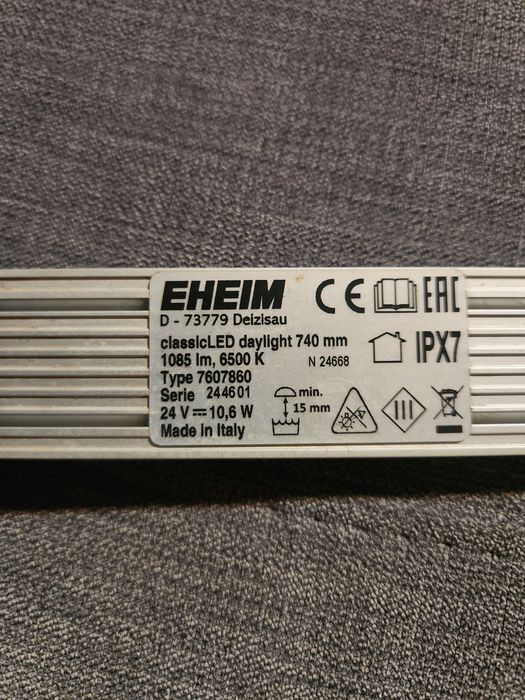 EHEIM
CE
EAC
D - 73779 Deizisau
classicLED daylight 740 mm
1085 lm, 6500 K
N 24668
IPX7
Type 7607860
Serie 244601
min.
15 mm
III
24 V 10,6 W
Made in Italy